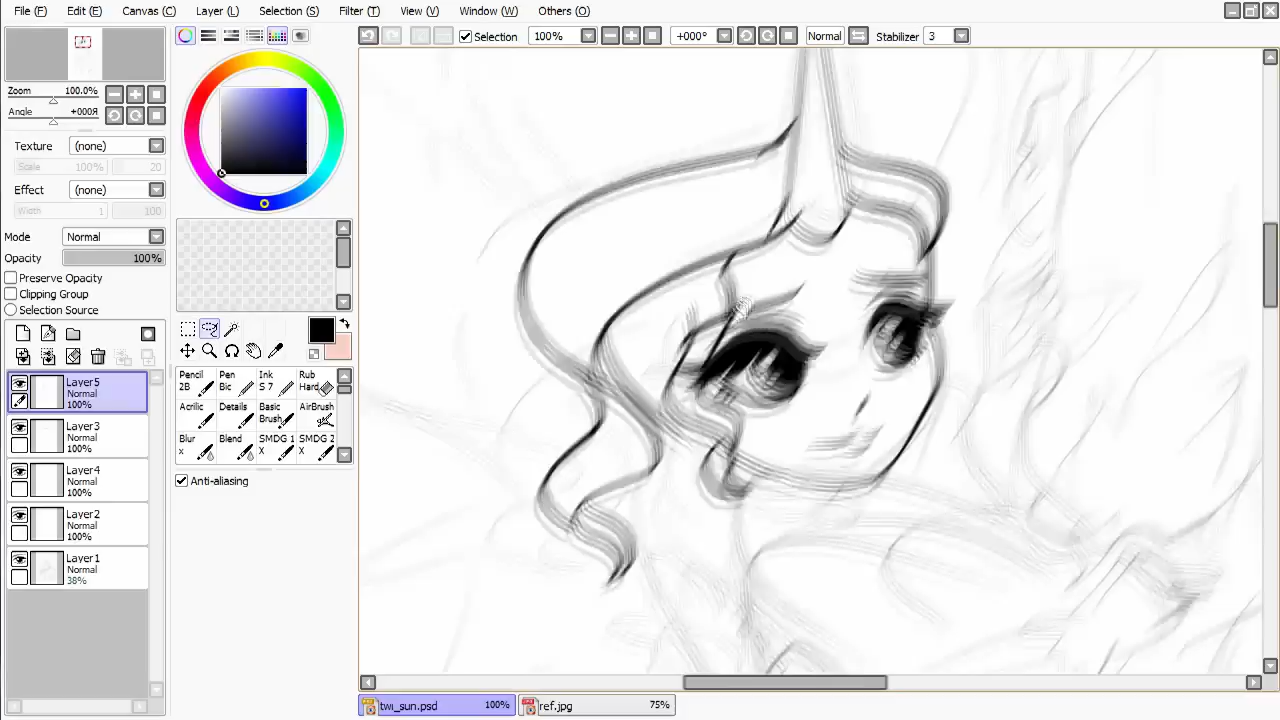 File (F) Edit (E) Canvas (C) Layer (L) Selection (S) Filter (T) View (V) Window (W) Others (O)
Selection 100% +000° Normal Stabilizer 3
Zoom 100.0%
Angle +000Я
Texture (none)
Scale 100% 20
Effect (none)
Width 1 100
Mode Normal
Opacity 100%
Preserve Opacity
Clipping Group
Selection Source
Layer5
Normal
100%
Layer3
Normal
100%
Layer4
Normal
100%
Layer2
Normal
100%
Layer1
Normal
38%
Pencil 2B
Pen Bic
Ink S 7
Rub Hard
Acrilic
Details
Basic Brush
AirBrush
Blur x
Blend
SMDG 1 X
SMDG 2 X
Anti-aliasing
twi_sun.psd 100%
ref.jpg 75%